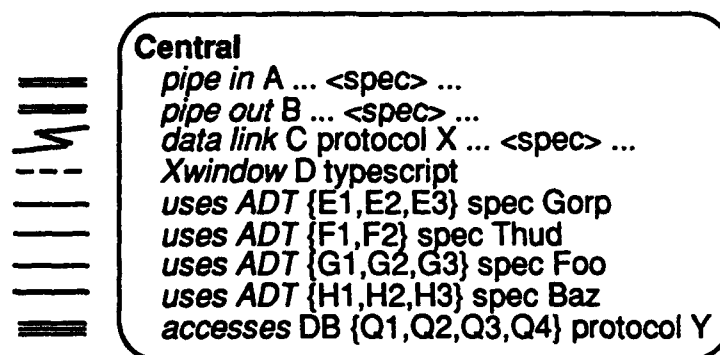 Central
pipe in A ... <spec> ...
pipe out B ... <spec> ...
data link C protocol X ... <spec> ...
Xwindow D typescript
uses ADT {E1,E2,E3} spec Gorp
uses ADT {F1,F2} spec Thud
uses ADT {G1,G2,G3} spec Foo
uses ADT {H1,H2,H3} spec Baz
accesses DB {Q1,Q2,Q3,Q4} protocol Y